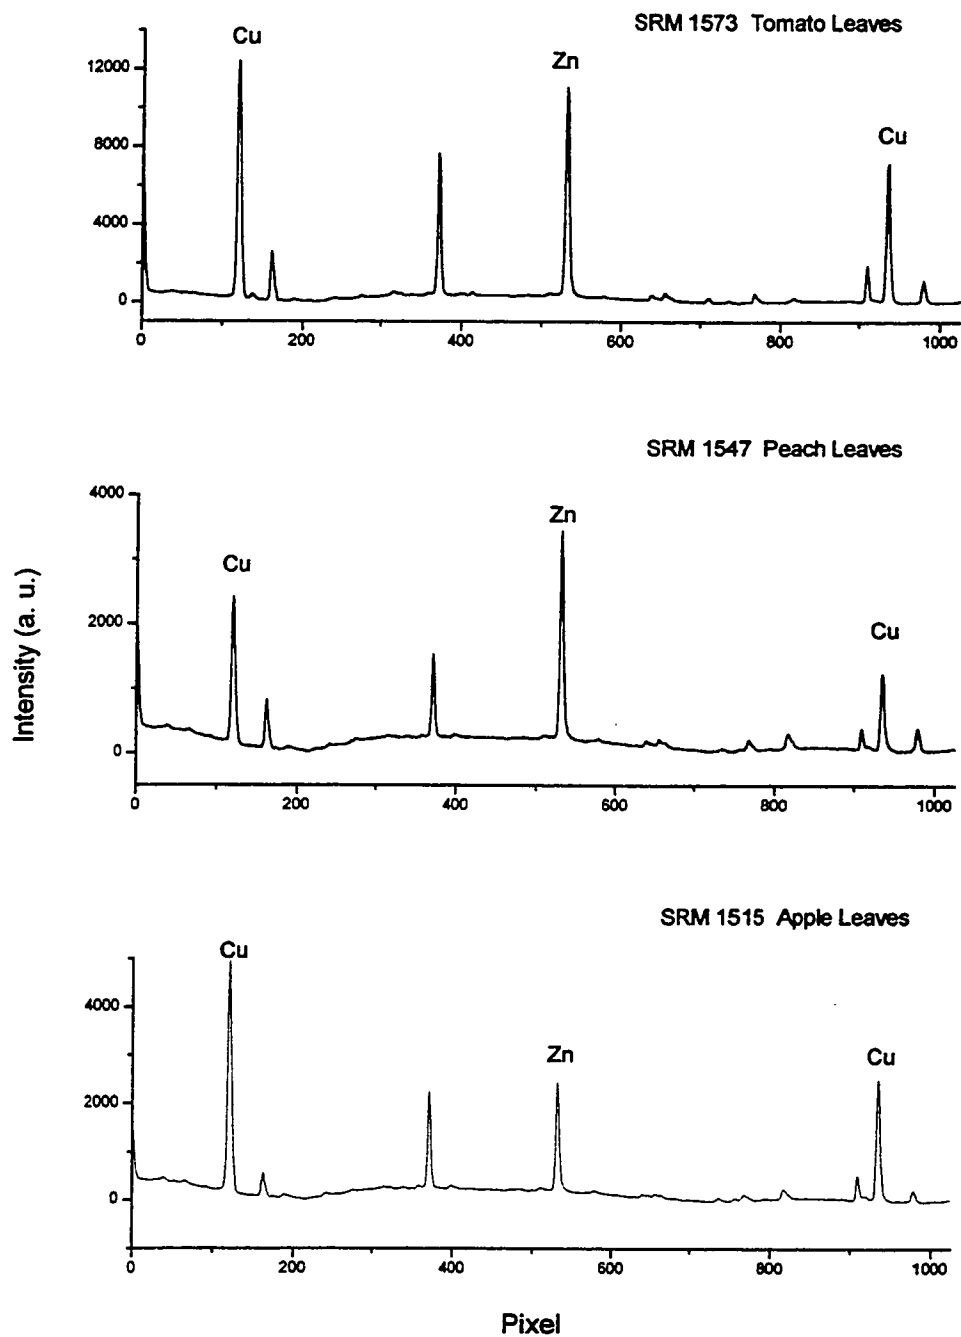 SRM 1573 Tomato Leaves
Cu
Zn
Cu
12000
8000
4000
0
0 200 400 600 800 1000
SRM 1547 Peach Leaves
Cu
Zn
Cu
4000
2000
0
0 200 400 600 800 1000
Intensity (a. u.)
SRM 1515 Apple Leaves
Cu
Zn
Cu
4000
2000
0
0 200 400 600 800 1000
Pixel